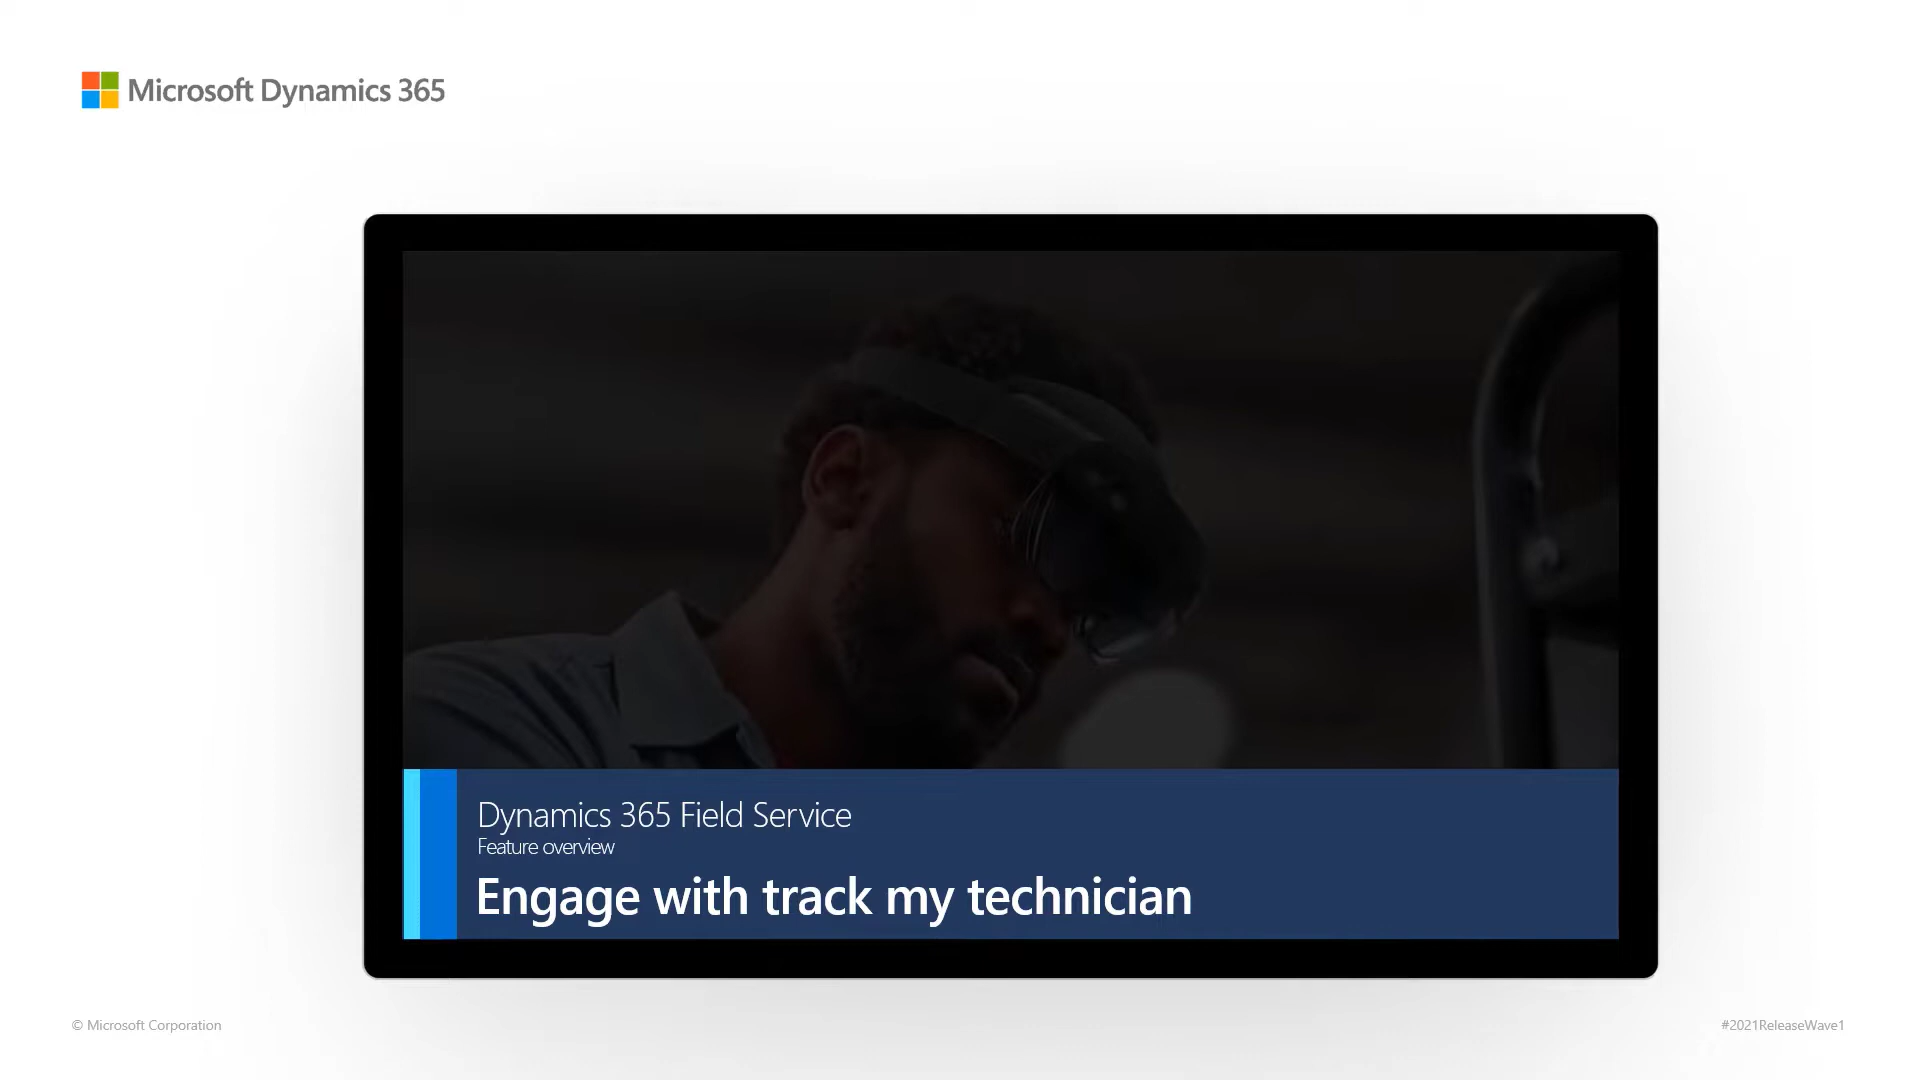 Microsoft Dynamics 365
Dynamics 365 Field Service
Feature overview
Engage with track my technician
© Microsoft Corporation
#2021ReleaseWave1